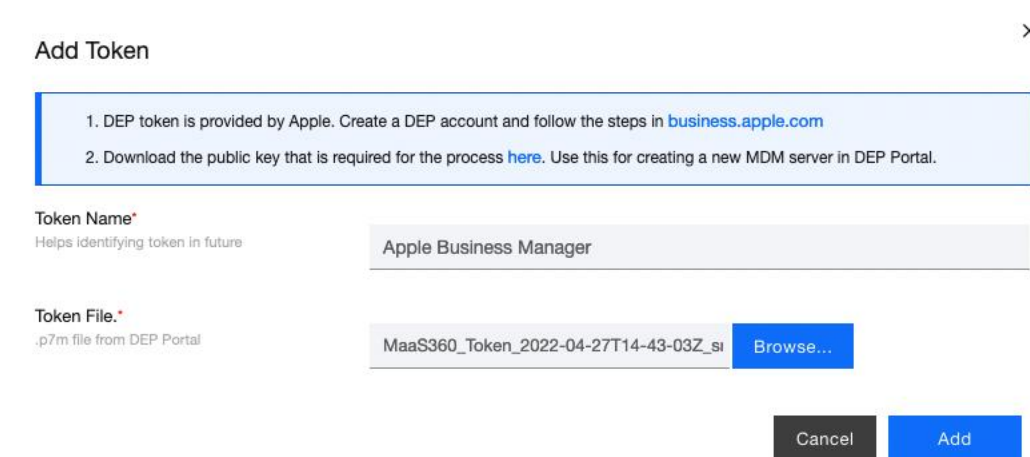 Add Token
1. DEP token is provided by Apple. Create a DEP account and follow the steps in business.apple.com
2. Download the public key that is required for the process here. Use this for creating a new MDM server in DEP Portal.
Token Name*
Helps identifying token in future
Apple Business Manager
Token File.*
.p7m file from DEP Portal
MaaS360_Token_2022-04-27T14-43-03Z_
Browse...
Cancel
Add